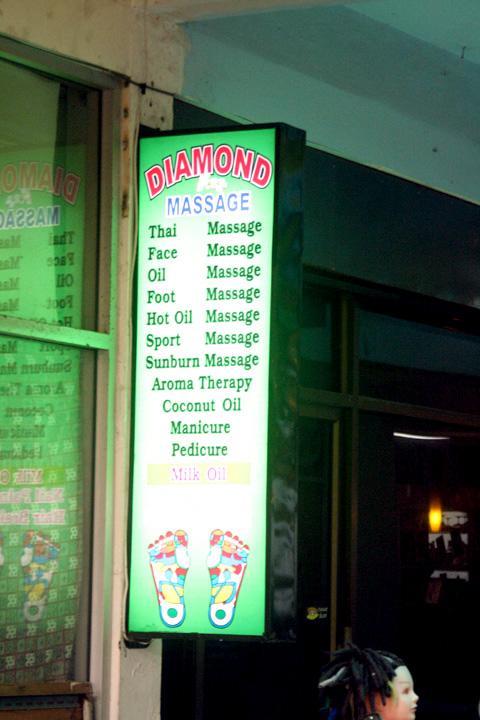 DIAMOND
MASSAGE
Thai Massage
Face Massage
Oil Massage
Foot Massage
Hot Oil Massage
Sport Massage
Sunburn Massage
Aroma Therapy
Coconut Oil
Manicure
Pedicure
Milk Oil